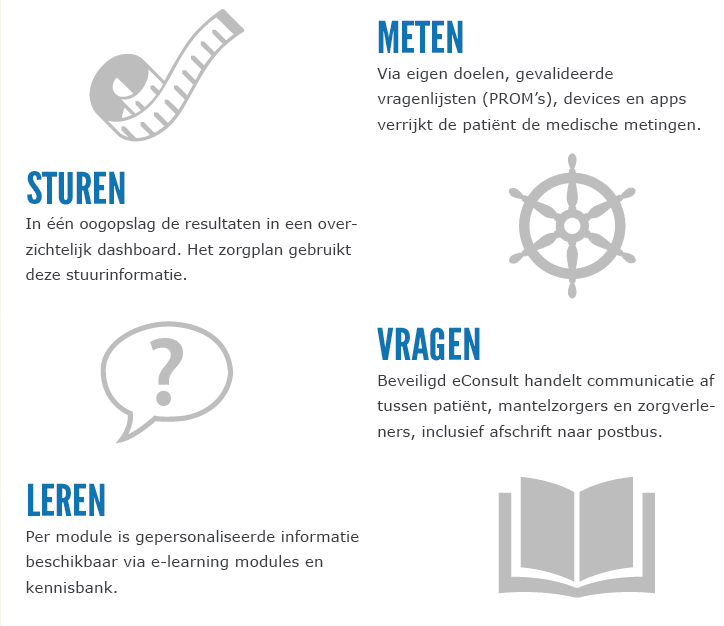 METEN
Via eigen doelen, gevalideerde
vragenlijsten (PROM’s), devices en apps
verrijkt de patiënt de medische metingen.
STUREN
In één oogopslag de resultaten in een over-
zichtelijk dashboard. Het zorgplan gebruikt
deze stuurinformatie.
?
VRAGEN
Beveiligd eConsult handelt communicatie af
tussen patiënt, mantelzorgers en zorgverle-
ners, inclusief afschrift naar postbus.
LEREN
Per module is gepersonaliseerde informatie
beschikbaar via e-learning modules en
kennisbank.